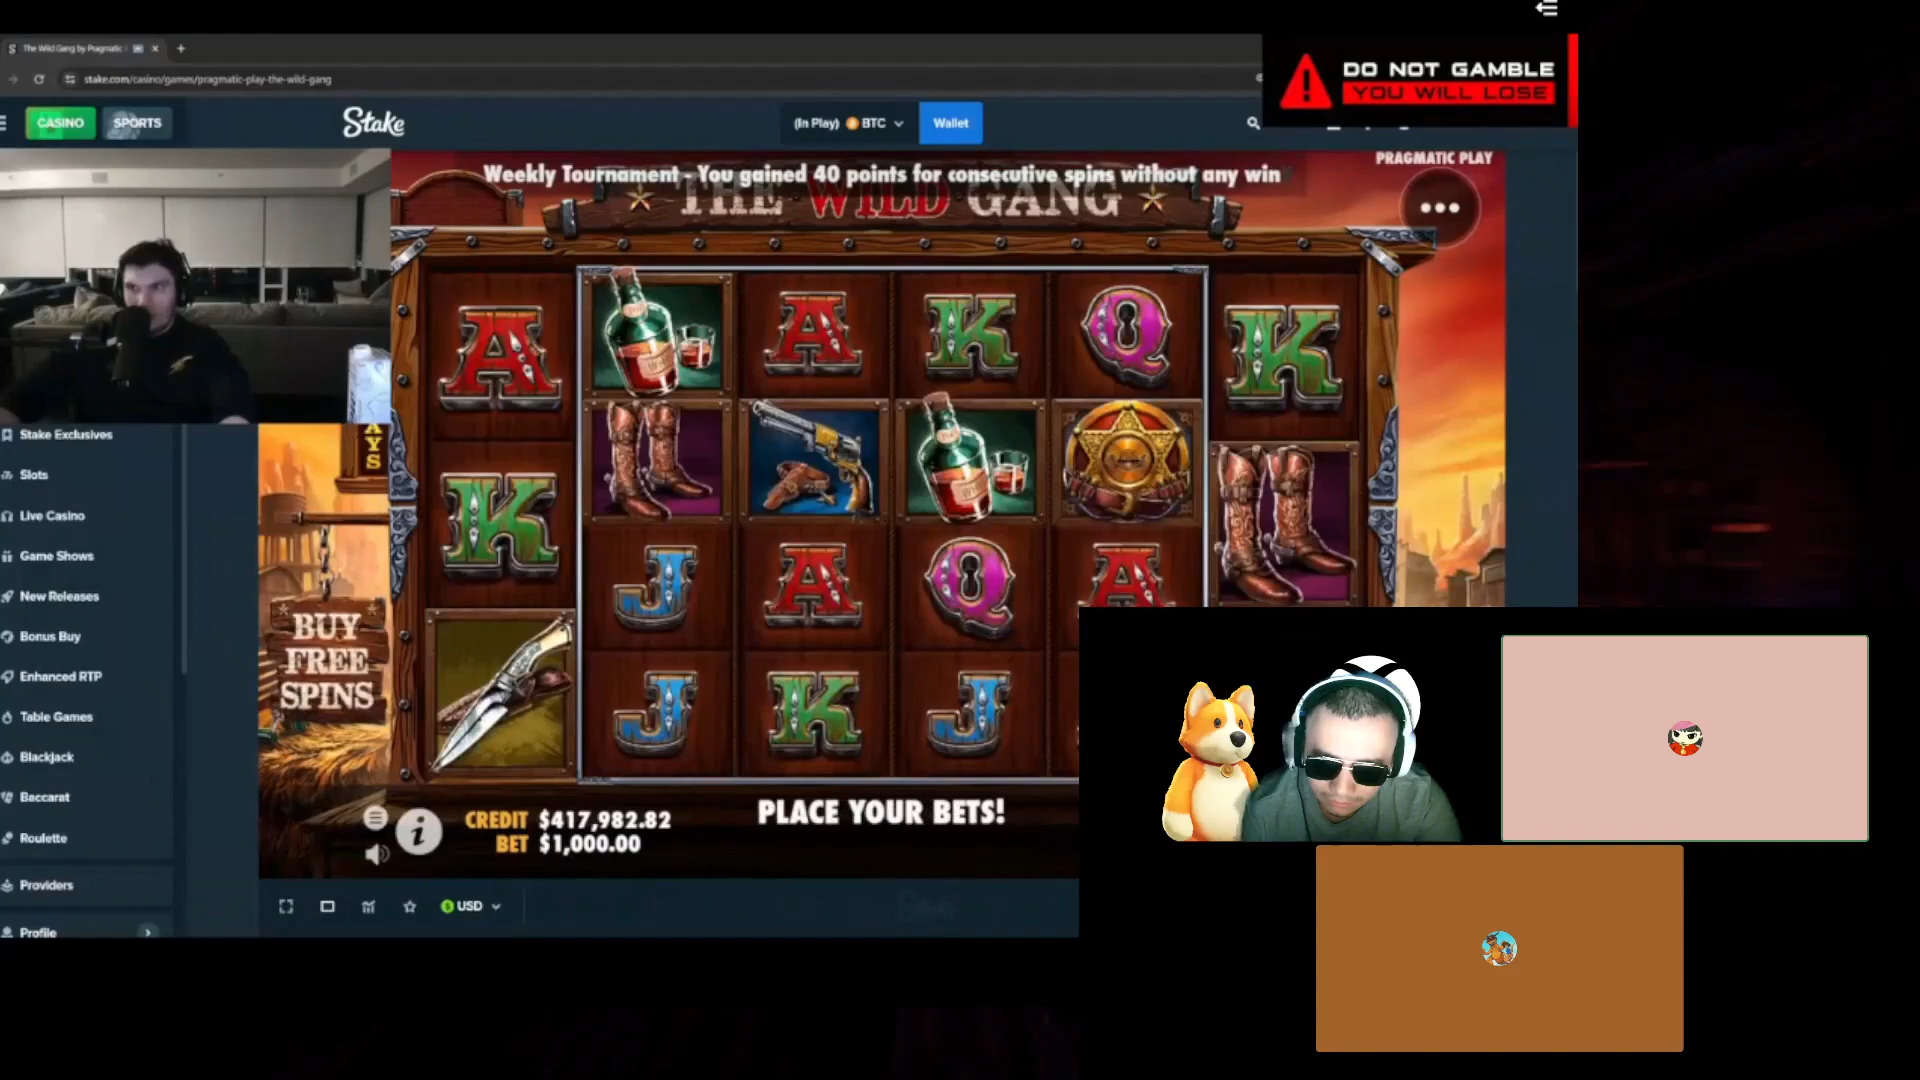 The Wild Gang by Pragmatic
stake.com/casino/games/pragmatic-play-the-wild-gang
DO NOT GAMBLE
YOU WILL LOSE
CASINO
SPORTS
Stake
(In Play) BTC
Wallet
PRAGMATIC PLAY
Weekly Tournament - You gained 40 points for consecutive spins without any win
THE WILD GANG
A
A
K
Q
K
K
J
A
Q
A
J
K
J
AYS
BUY
FREE
SPINS
Stake Exclusives
Slots
Live Casino
Game Shows
New Releases
Bonus Buy
Enhanced RTP
Table Games
Blackjack
Baccarat
Roulette
Providers
Profile
CREDIT $417,982.82
BET $1,000.00
PLACE YOUR BETS!
USD
Stake